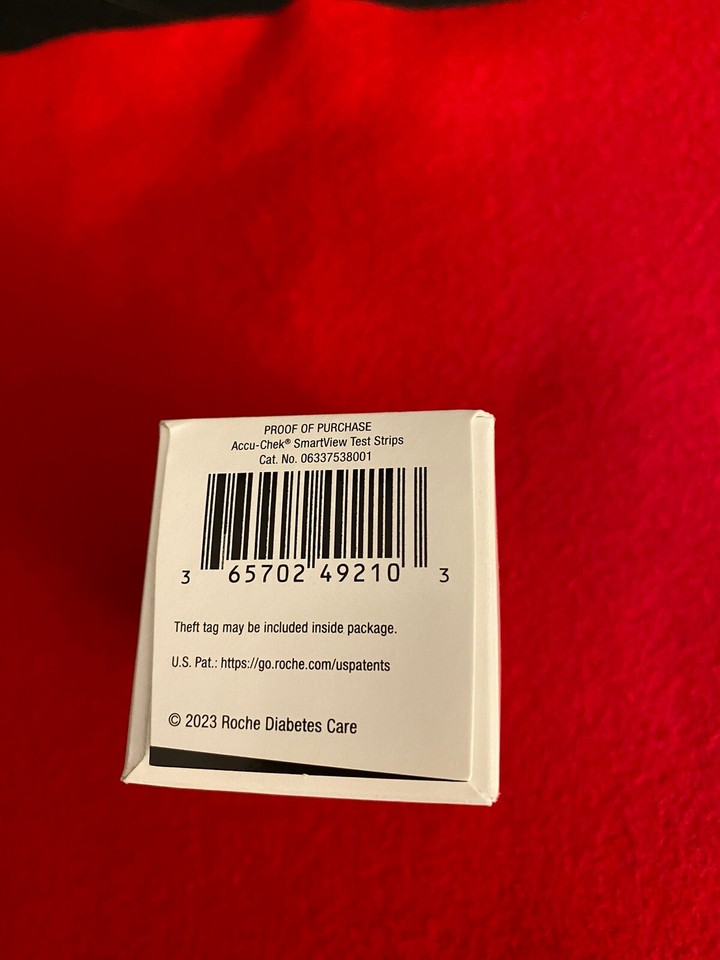 PROOF OF PURCHASE
Accu-Chek® SmartView Test Strips
Cat. No. 06337538001
3 65702 49210 3
Theft tag may be included inside package.
U.S. Pat.: https://go.roche.com/uspatents
© 2023 Roche Diabetes Care